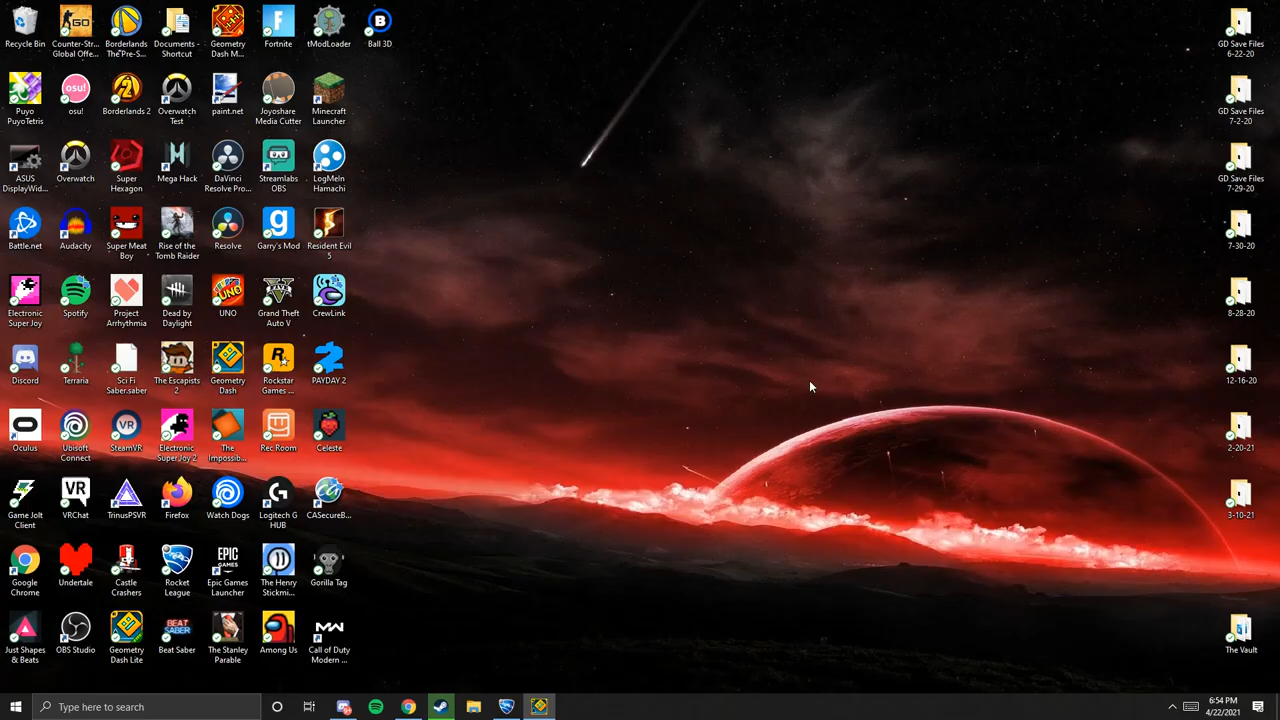 Recycle Bin
Counter-Str...
Global Offe...
Borderlands
The Pre-S...
Documents -
Shortcut
Geometry
Dash M...
Fortnite
tModLoader
Ball 3D
GD Save Files
6-22-20
Puyo
PuyoTetris
osu!
osu!
Borderlands 2
Overwatch
Test
paint.net
Joyoshare
Media Cutter
Minecraft
Launcher
GD Save Files
7-2-20
ASUS
DisplayWid...
Overwatch
Super
Hexagon
Mega Hack
DaVinci
Resolve Pro...
Streamlabs
OBS
LogMeIn
Hamachi
GD Save Files
7-29-20
Battle.net
Audacity
Super Meat
Boy
Rise of the
Tomb Raider
Resolve
Garry's Mod
Resident Evil
5
7-30-20
Electronic
Super Joy
Spotify
Project
Arrhythmia
Dead by
Daylight
UNO
UNO
Grand Theft
Auto V
CrewLink
8-28-20
Discord
Terraria
Sci Fi
Saber.saber
The Escapists
2
Geometry
Dash
Rockstar
Games ...
PAYDAY 2
12-16-20
Oculus
Ubisoft
Connect
VR
SteamVR
Electronic
Super Joy 2
The
Impossib...
Rec Room
Celeste
2-20-21
Game Jolt
Client
VR
VRChat
TrinusPSVR
Firefox
Watch Dogs
Logitech G
HUB
CASecureB...
3-10-21
Google
Chrome
Undertale
Castle
Crashers
Rocket
League
EPIC
GAMES
Epic Games
Launcher
The Henry
Stickmi...
Gorilla Tag
Just Shapes
& Beats
OBS Studio
Geometry
Dash Lite
BEAT
SABER
Beat Saber
The Stanley
Parable
Among Us
MW
Call of Duty
Modern ...
The Vault
Type here to search
6:54 PM
4/22/2021